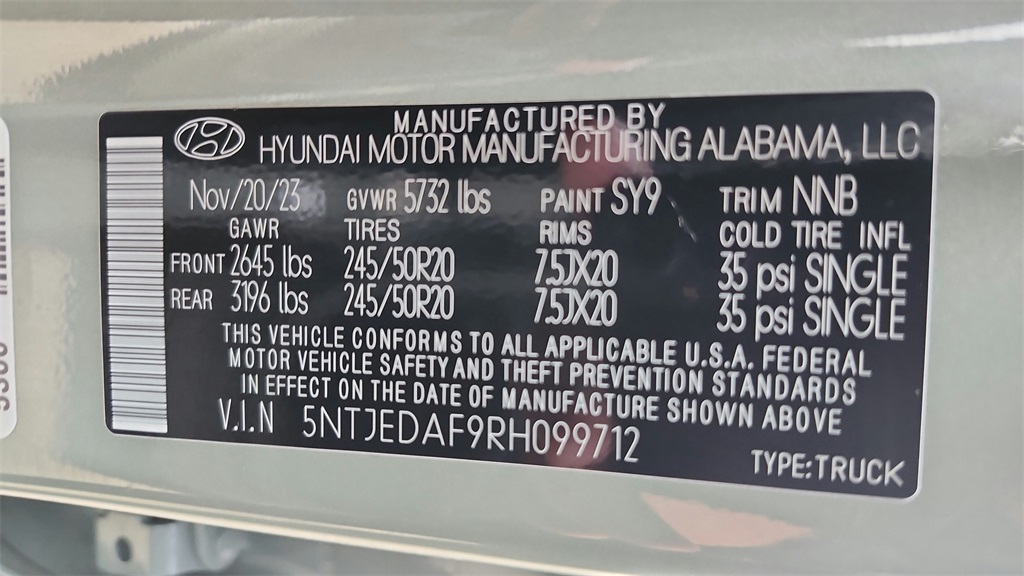 MANUFACTURED BY
HYUNDAI MOTOR MANUFACTURING ALABAMA, LLC
Nov/20/23 GVWR 5732 lbs PAINT SY9 TRIM NNB
GAWR TIRES RIMS COLD TIRE INFL
FRONT 2645 lbs 245/50R20 7.5JX20 35 psi SINGLE
REAR 3196 lbs 245/50R20 7.5JX20 35 psi SINGLE
THIS VEHICLE CONFORMS TO ALL APPLICABLE U.S.A. FEDERAL
MOTOR VEHICLE SAFETY AND THEFT PREVENTION STANDARDS
IN EFFECT ON THE DATE OF MANUFACTURE SHOWN ABOVE.
V.I.N 5NTJEDAF9RH099712
TYPE:TRUCK